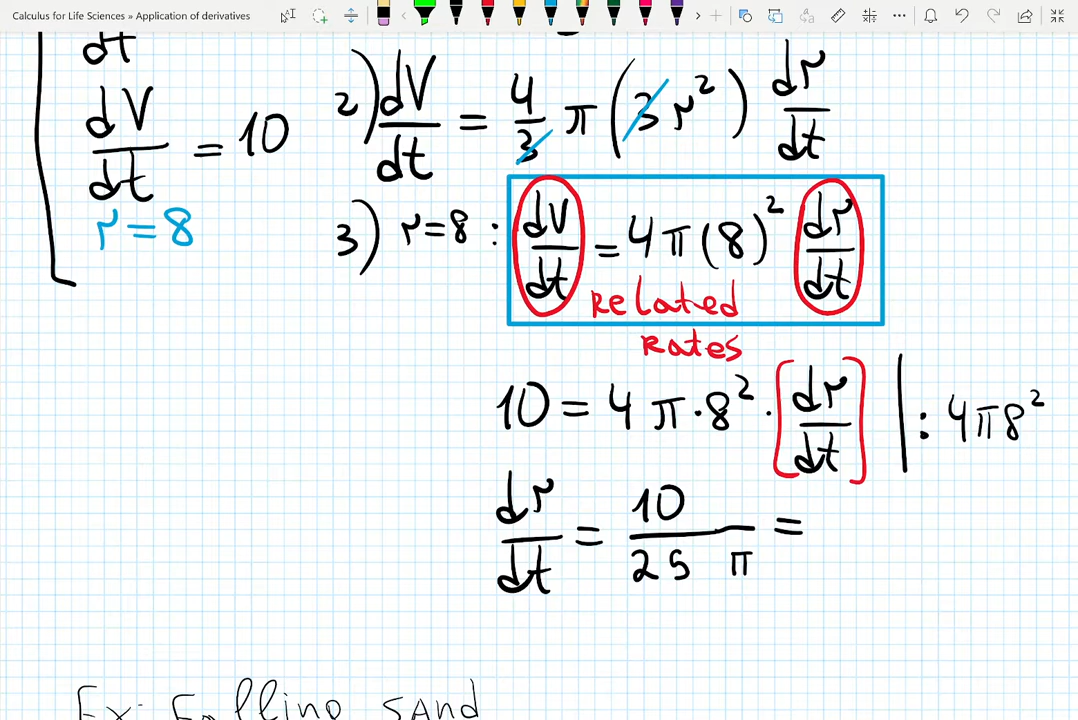 Calculus for Life Sciences » Application of derivatives
dt
dV/dt = 10
r = 8
2) dV/dt = 4/3 π (3r²) dr/dt
3) r = 8 : dV/dt = 4π(8)² dr/dt
Related
Rates
10 = 4π·8²·[dr/dt] | : 4π8²
dr/dt = 10/25 π =
Ex: Falling sand